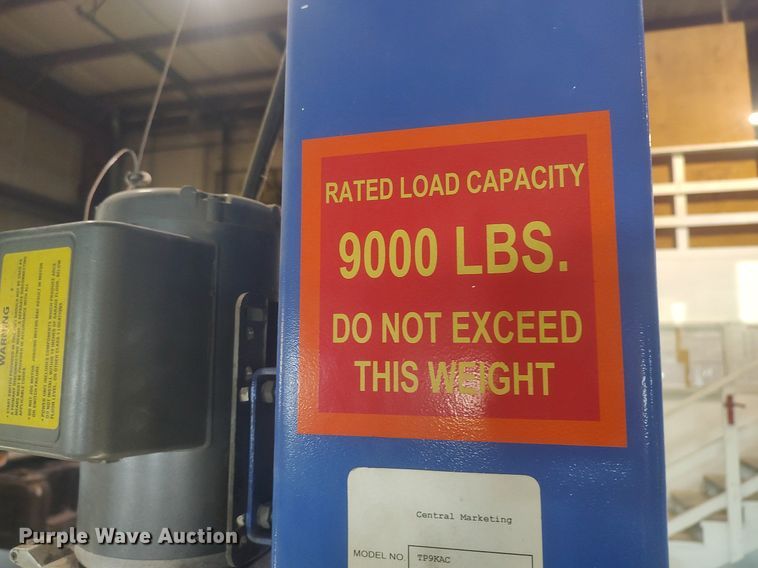 RATED LOAD CAPACITY
9000 LBS.
DO NOT EXCEED
THIS WEIGHT
WARNING
Central Marketing
MODEL NO. TP9KAC
Purple Wave Auction